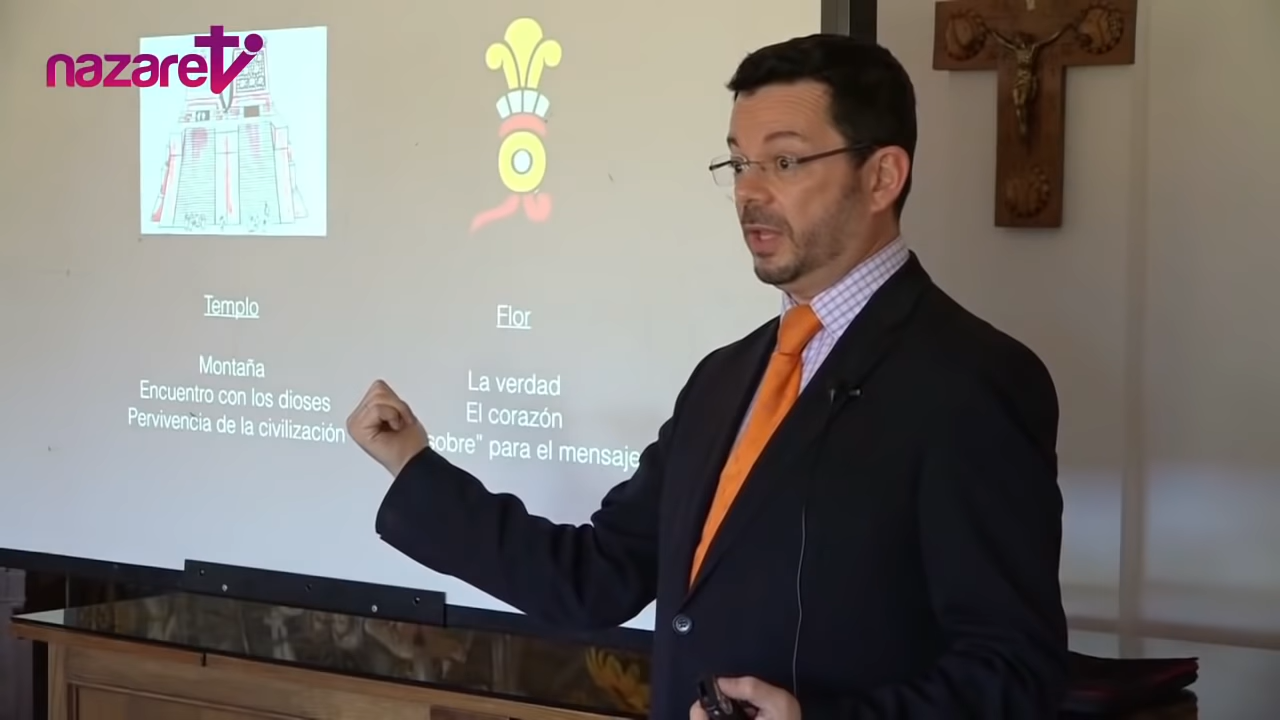 nazaretv
Templo
Montaña
Encuentro con los dioses
Pervivencia de la civilización
Flor
La verdad
El corazón
sobre" para el mensaje